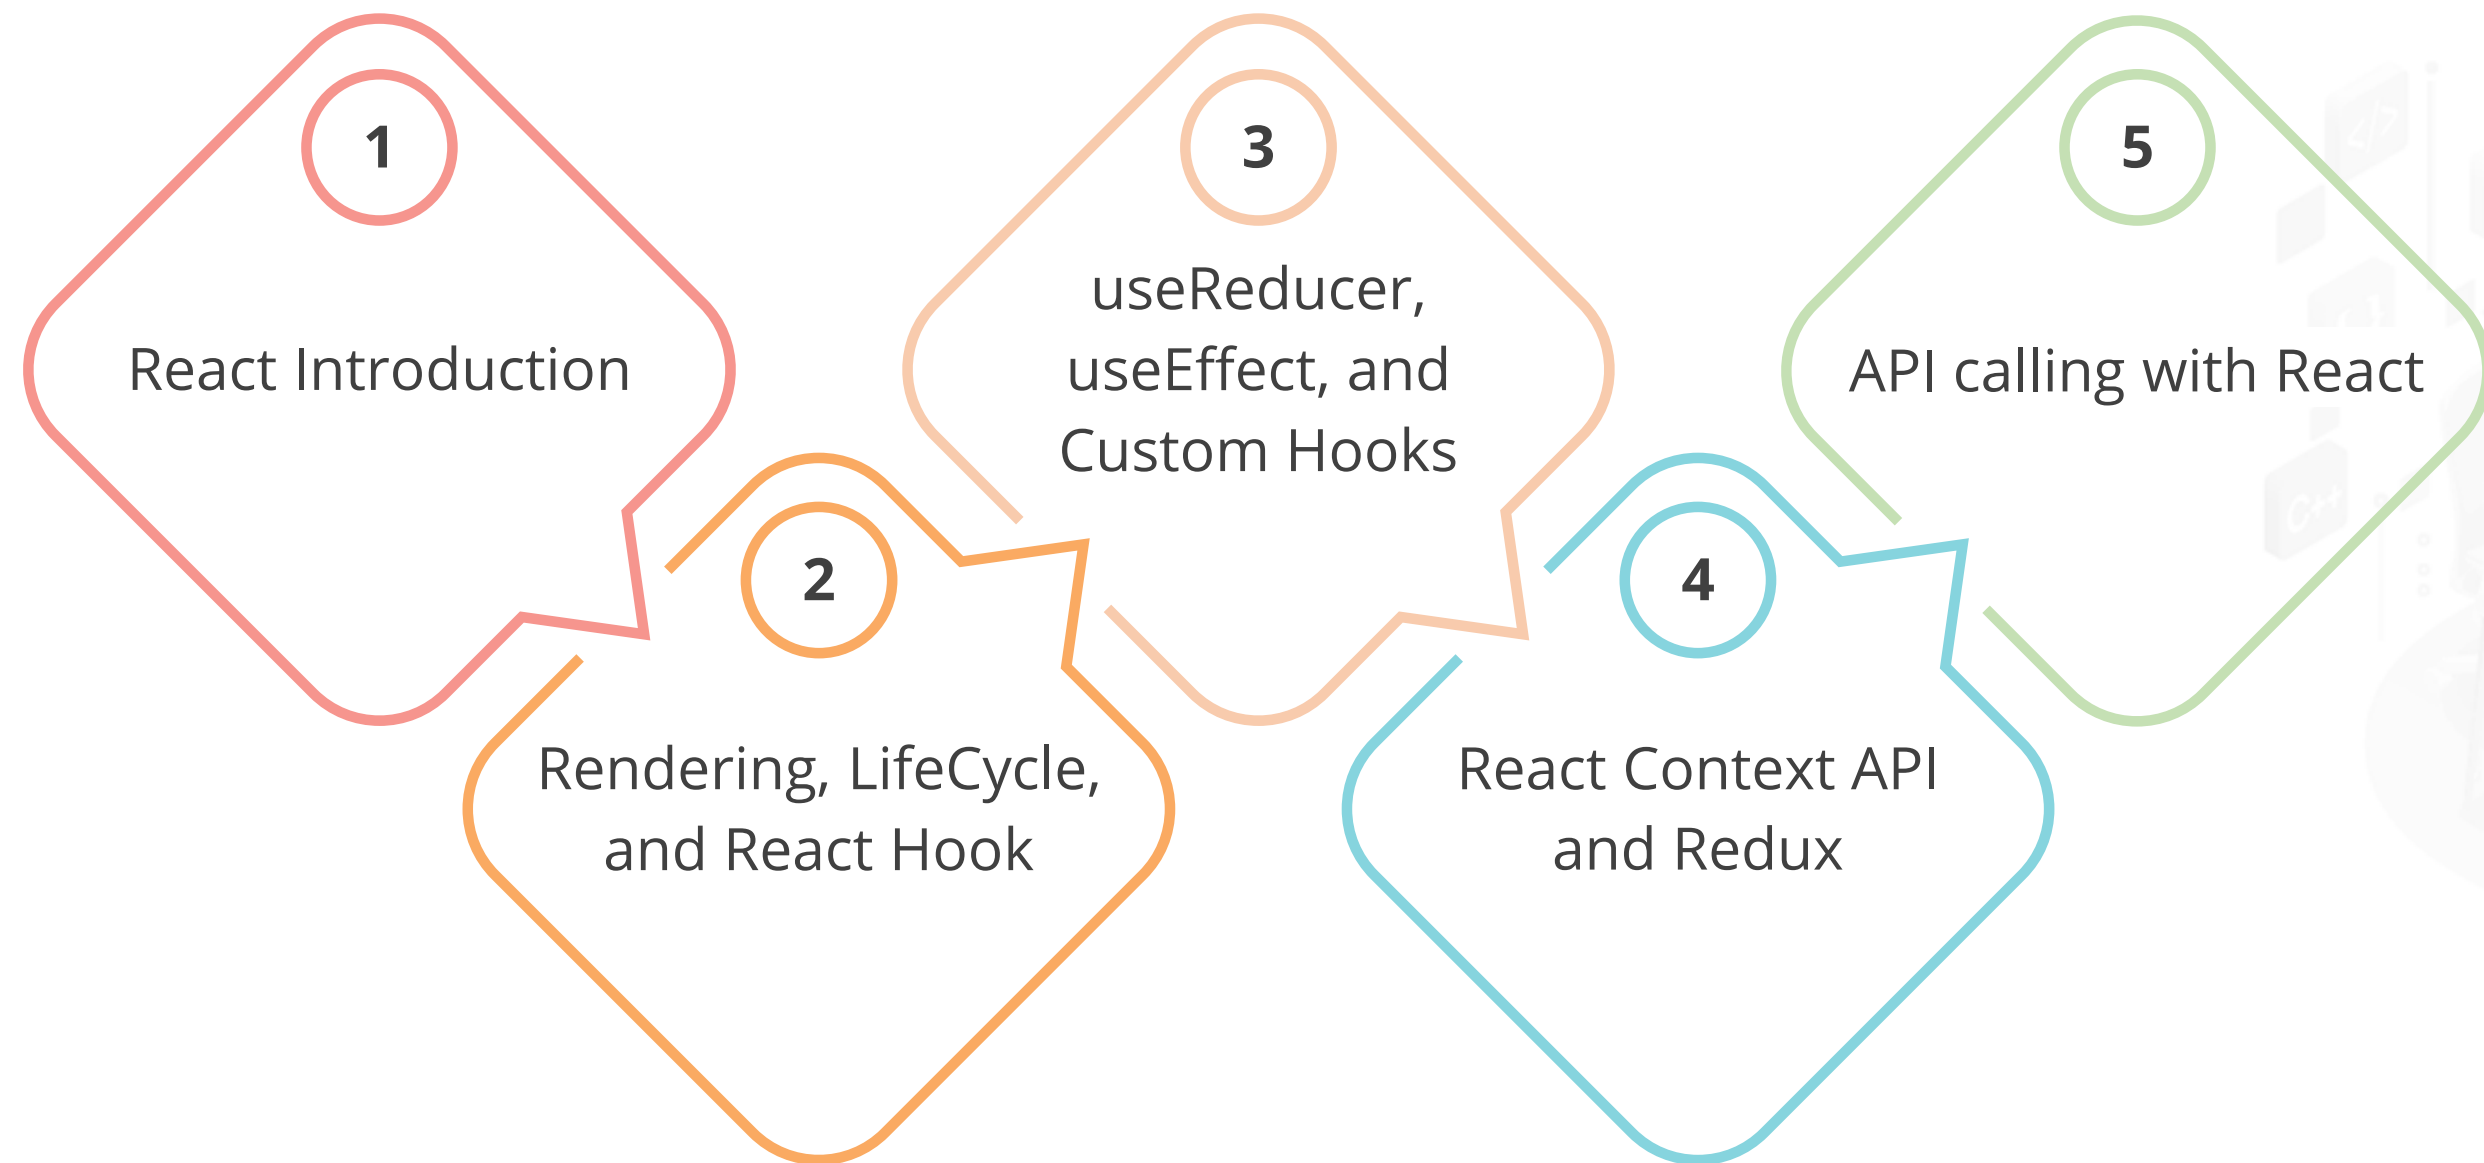 1
React Introduction
2
Rendering, LifeCycle,
and React Hook
3
useReducer,
useEffect, and
Custom Hooks
4
React Context API
and Redux
5
API calling with React
</>
C++